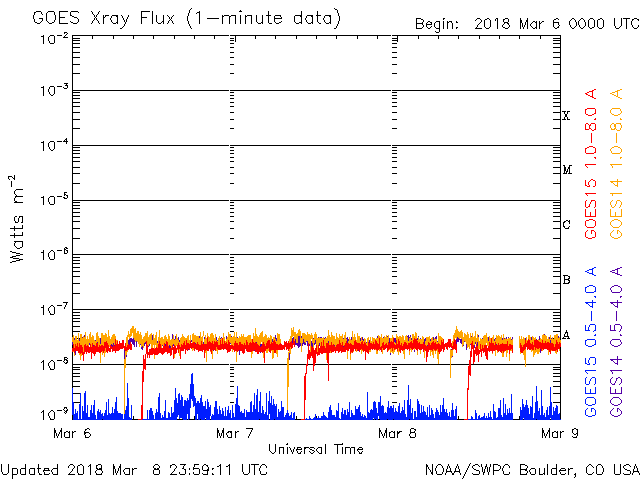 GOES Xray Flux (1-minute data)
Begin: 2018 Mar 6 0000 UTC
10⁻²
10⁻³
10⁻⁴
10⁻⁵
10⁻⁶
10⁻⁷
10⁻⁸
10⁻⁹
Watts m⁻²
X
M
C
B
A
GOES15 1.0-8.0 A
GOES14 1.0-8.0 A
GOES15 0.5-4.0 A
GOES14 0.5-4.0 A
Mar 6
Mar 7
Mar 8
Mar 9
Universal Time
Updated 2018 Mar 8 23:59:11 UTC
NOAA/SWPC Boulder, CO USA